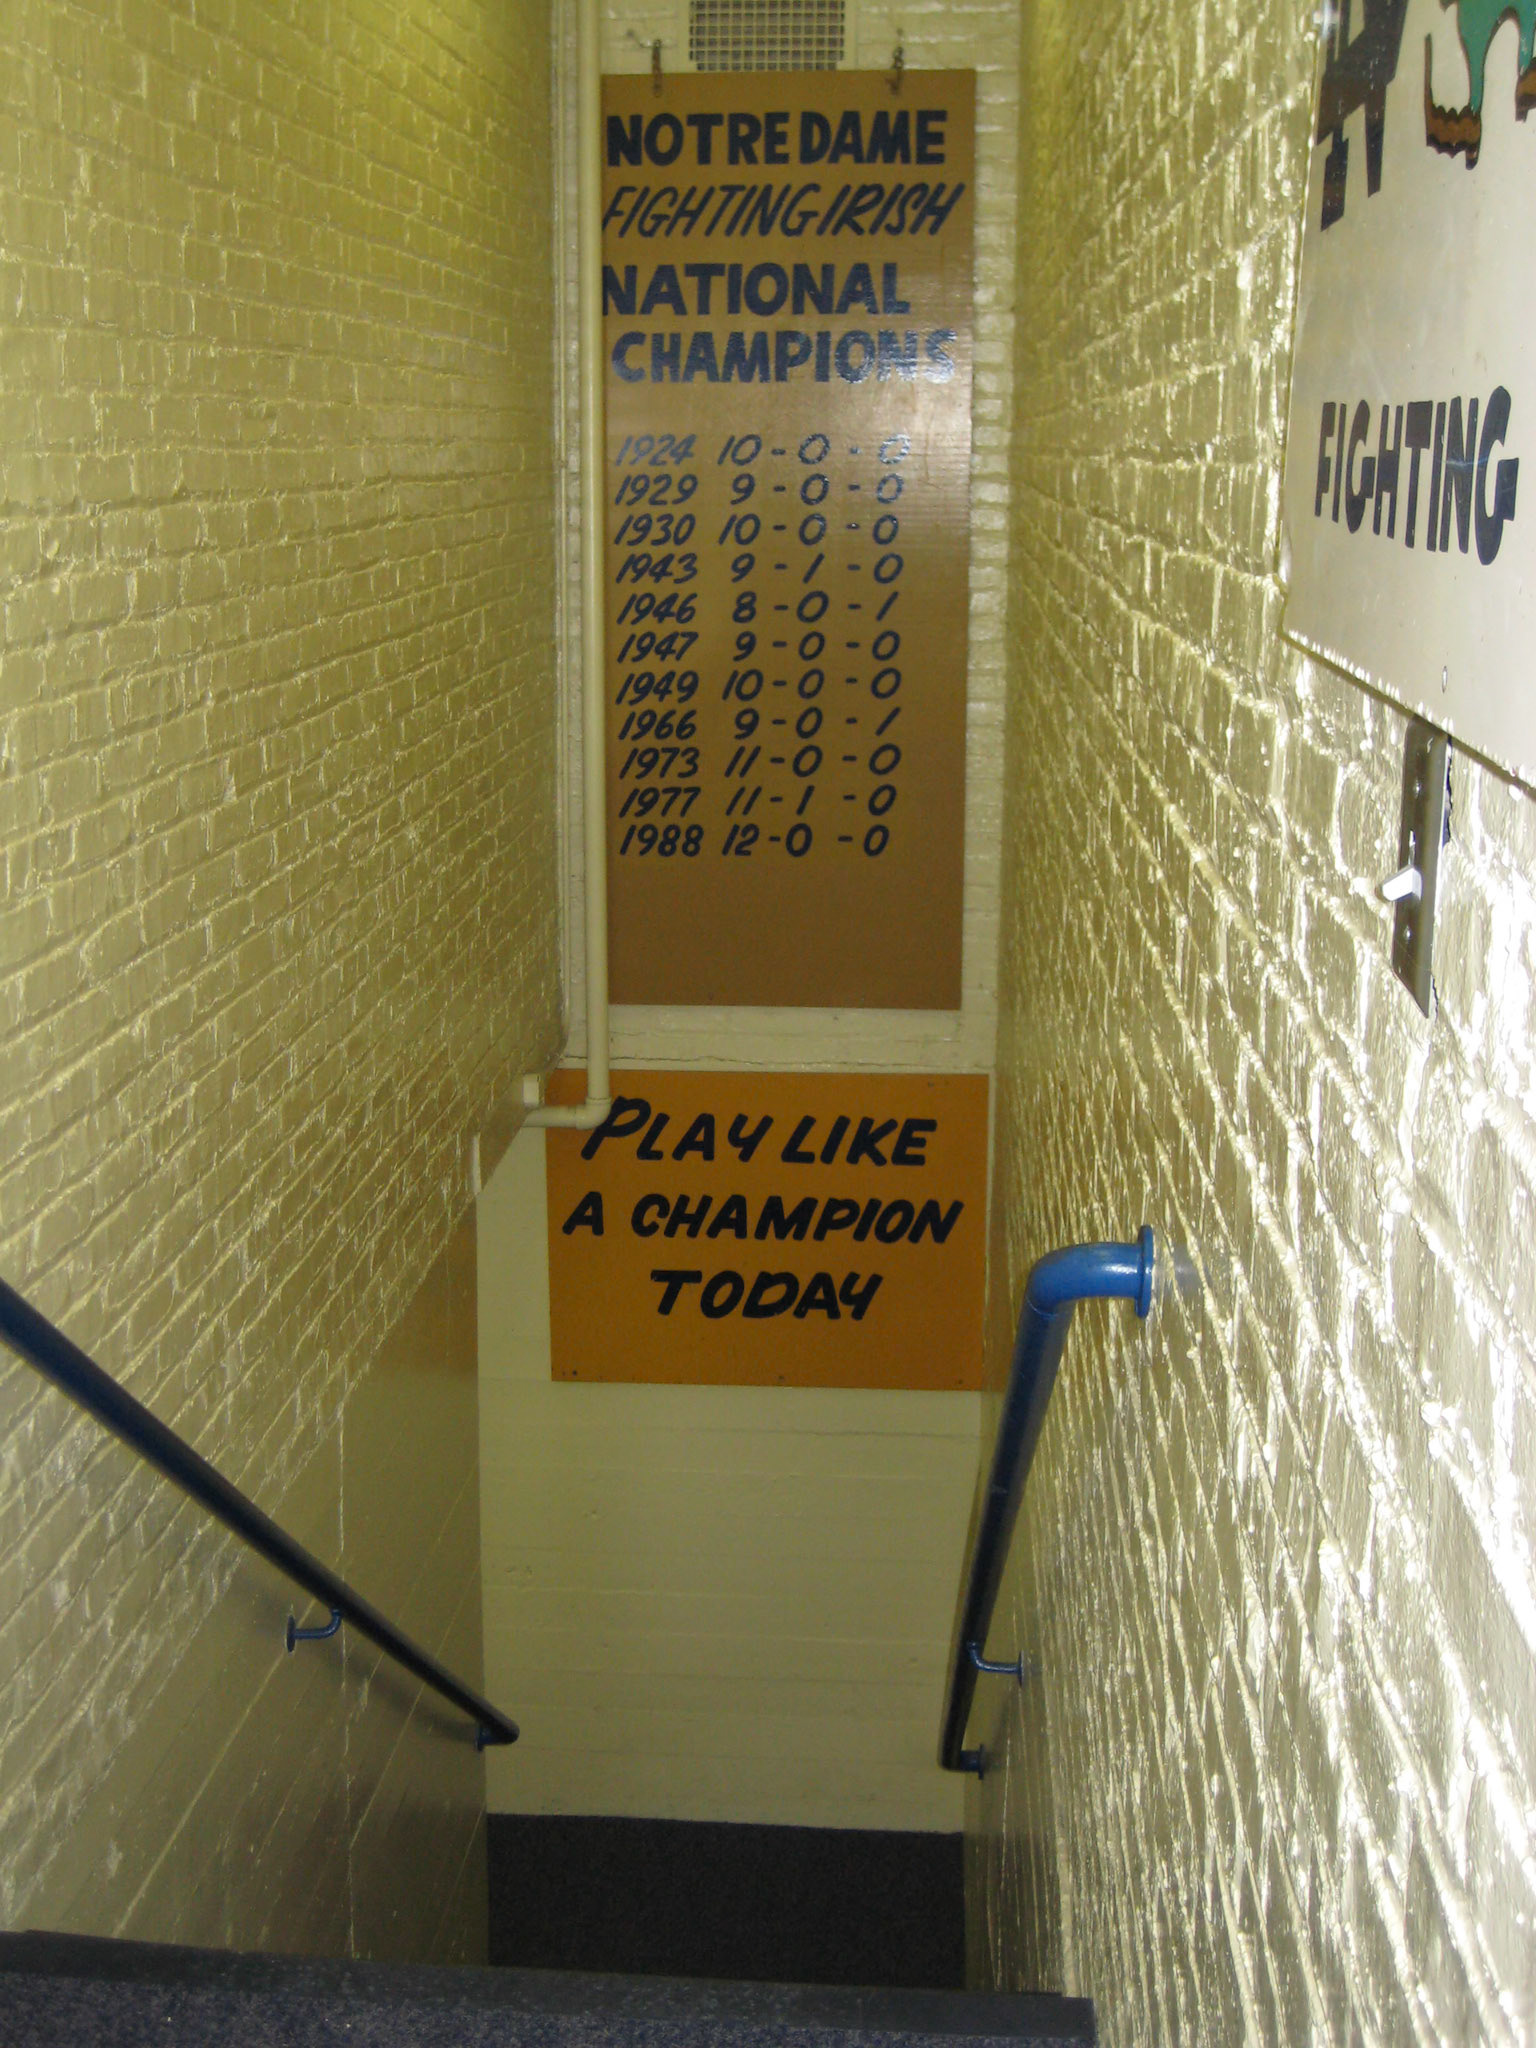 NOTRE DAME
FIGHTING IRISH
NATIONAL
CHAMPIONS
1924 10 - 0 - 0
1929 9 - 0 - 0
1930 10 - 0 - 0
1943 9 - 1 - 0
1946 8 - 0 - 1
1947 9 - 0 - 0
1949 10 - 0 - 0
1966 9 - 0 - 1
1973 11 - 0 - 0
1977 11 - 1 - 0
1988 12 - 0 - 0
PLAY LIKE
A CHAMPION
TODAY
FIGHTING